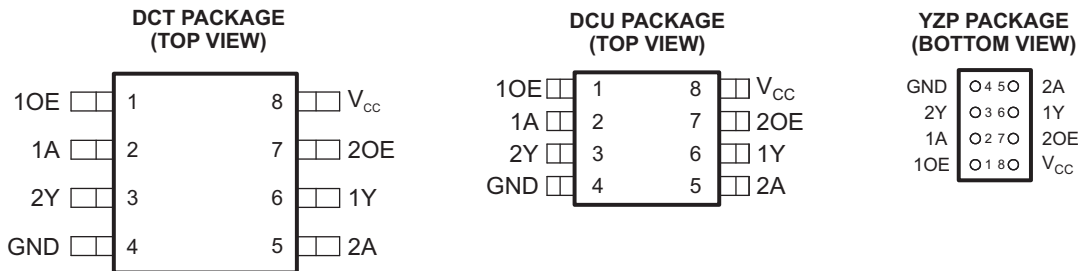 DCT PACKAGE
(TOP VIEW)
1OE 1 8 VCC
1A 2 7 2OE
2Y 3 6 1Y
GND 4 5 2A
DCU PACKAGE
(TOP VIEW)
1OE 1 8 VCC
1A 2 7 2OE
2Y 3 6 1Y
GND 4 5 2A
YZP PACKAGE
(BOTTOM VIEW)
GND 4 5 2A
2Y 3 6 1Y
1A 2 7 2OE
1OE 1 8 VCC